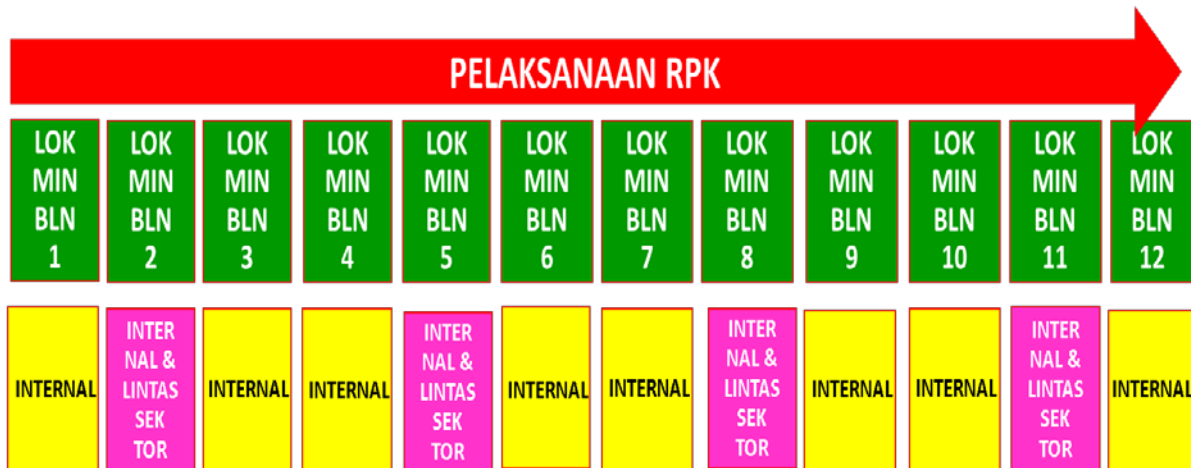 PELAKSANAAN RPK
LOK
MIN
BLN
1
LOK
MIN
BLN
2
LOK
MIN
BLN
3
LOK
MIN
BLN
4
LOK
MIN
BLN
5
LOK
MIN
BLN
6
LOK
MIN
BLN
7
LOK
MIN
BLN
8
LOK
MIN
BLN
9
LOK
MIN
BLN
10
LOK
MIN
BLN
11
LOK
MIN
BLN
12
INTERNAL
INTER
NAL &
LINTAS
SEK
TOR
INTERNAL
INTERNAL
INTER
NAL &
LINTAS
SEK
TOR
INTERNAL
INTERNAL
INTER
NAL &
LINTAS
SEK
TOR
INTERNAL
INTERNAL
INTER
NAL &
LINTAS
SEK
TOR
INTERNAL